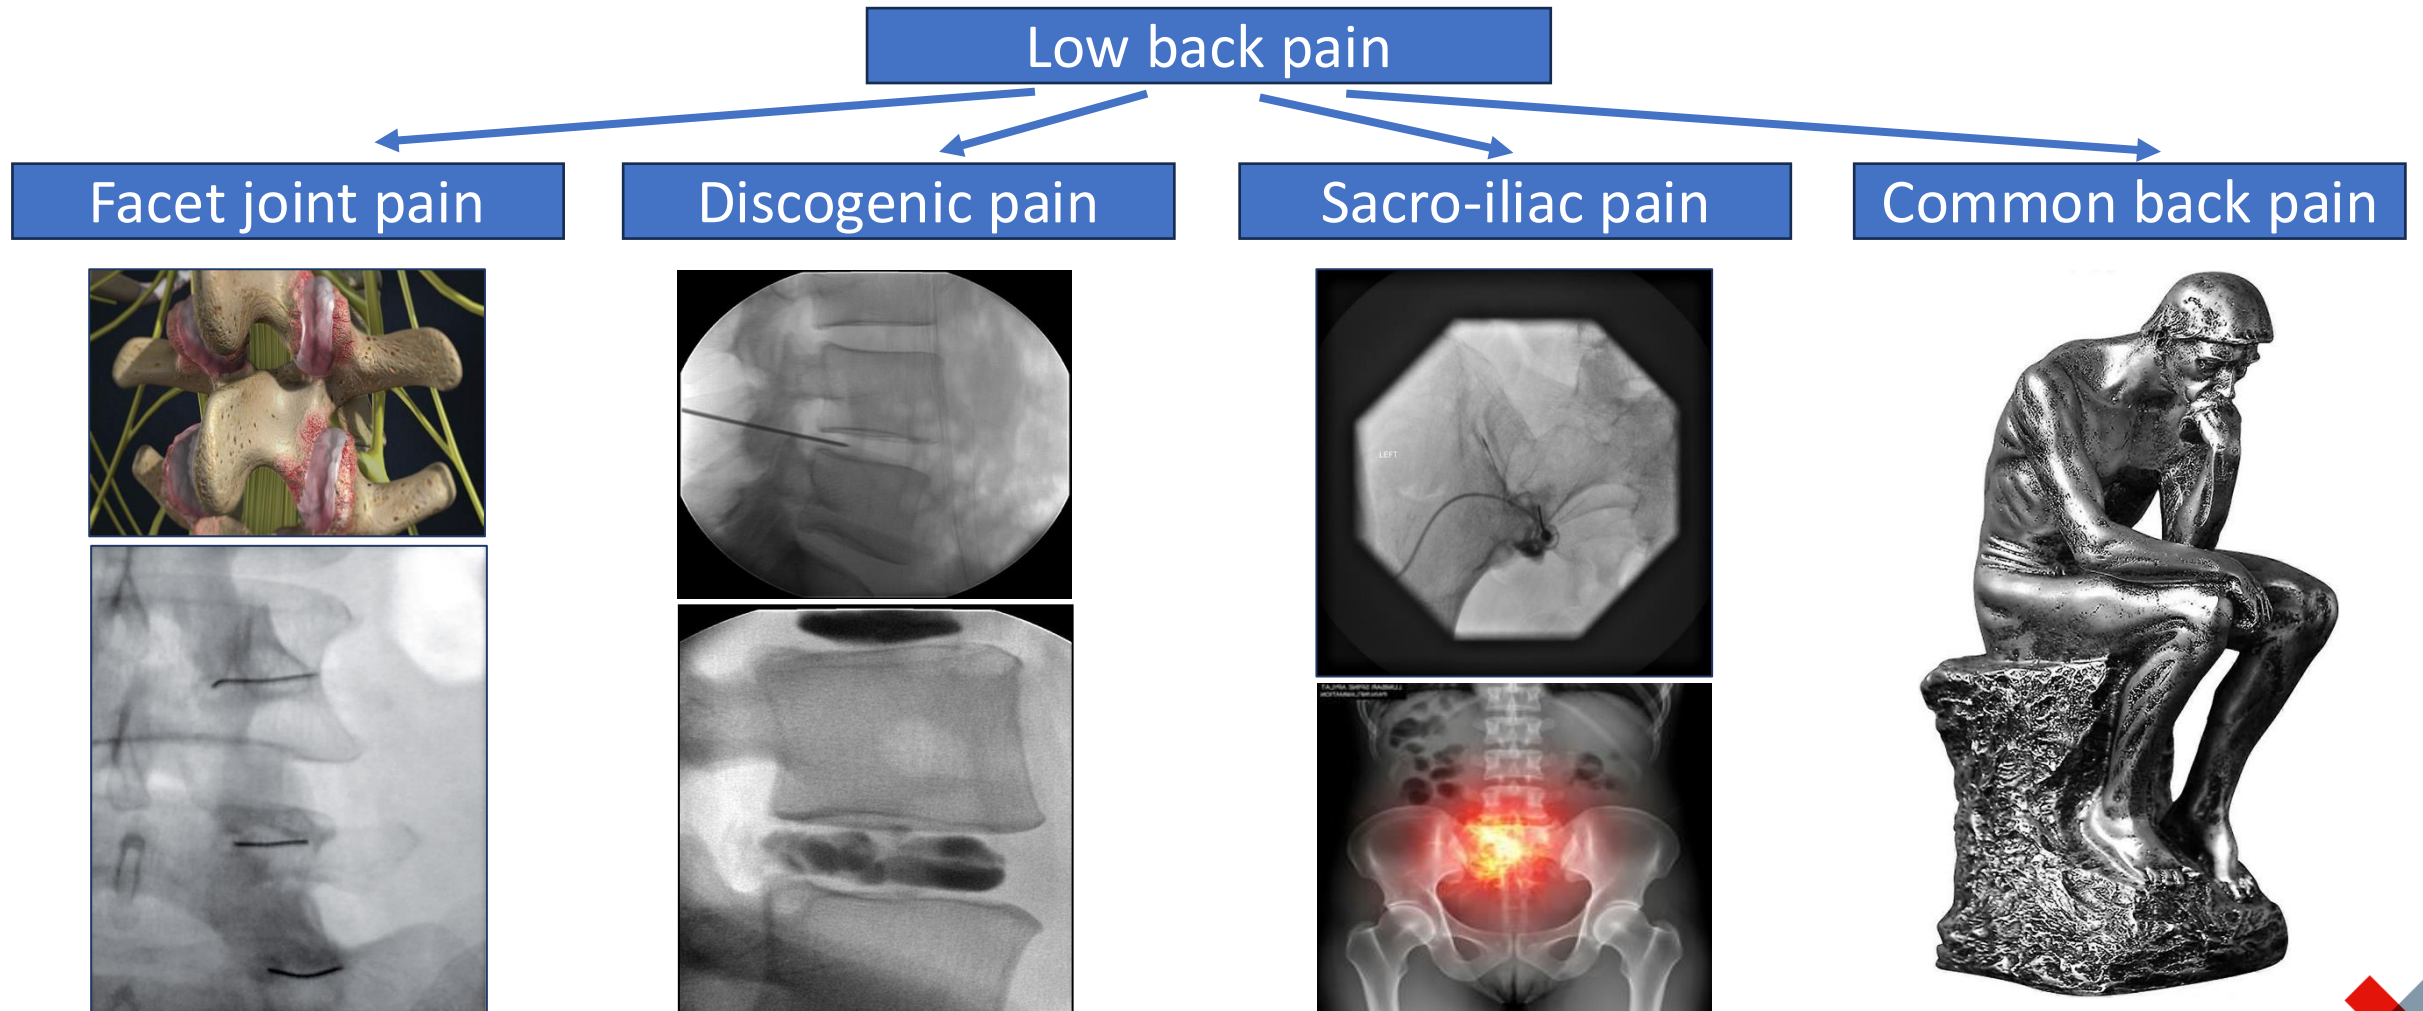 Low back pain
Facet joint pain
Discogenic pain
Sacro-iliac pain
Common back pain
LEFT